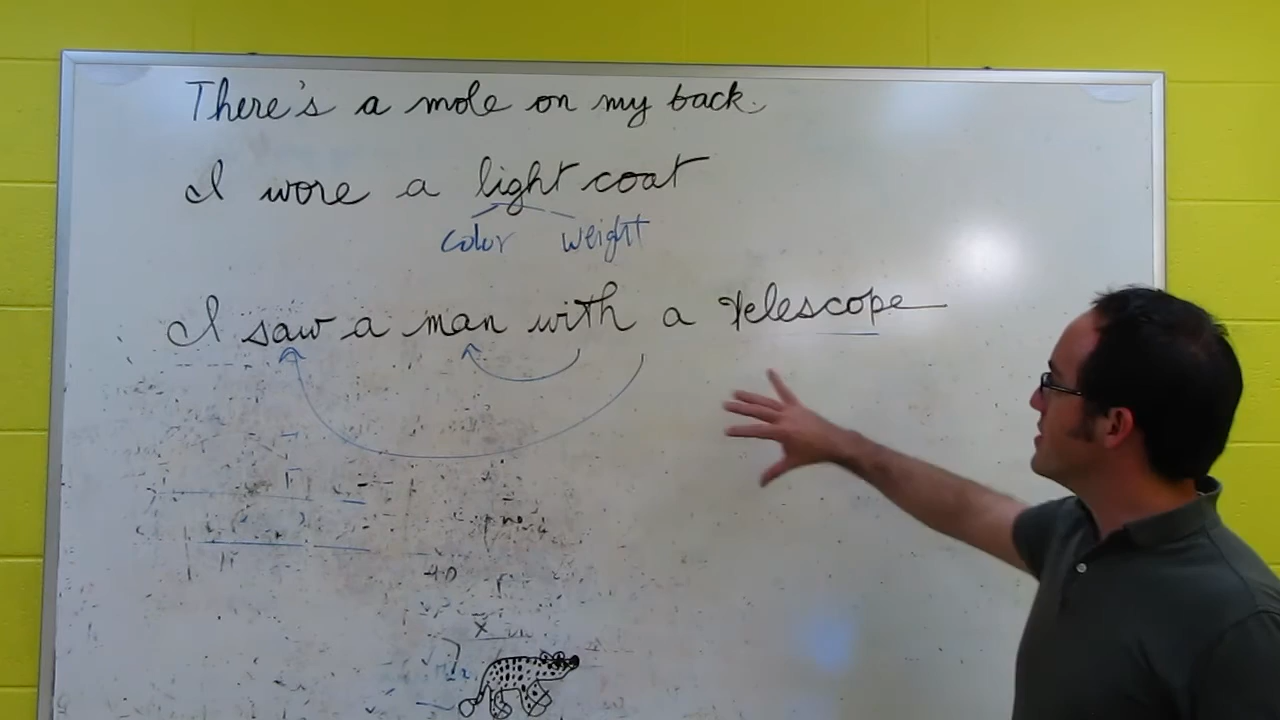 There's a mole on my back.
I wore a light coat
color weight
I saw a man with a telescope